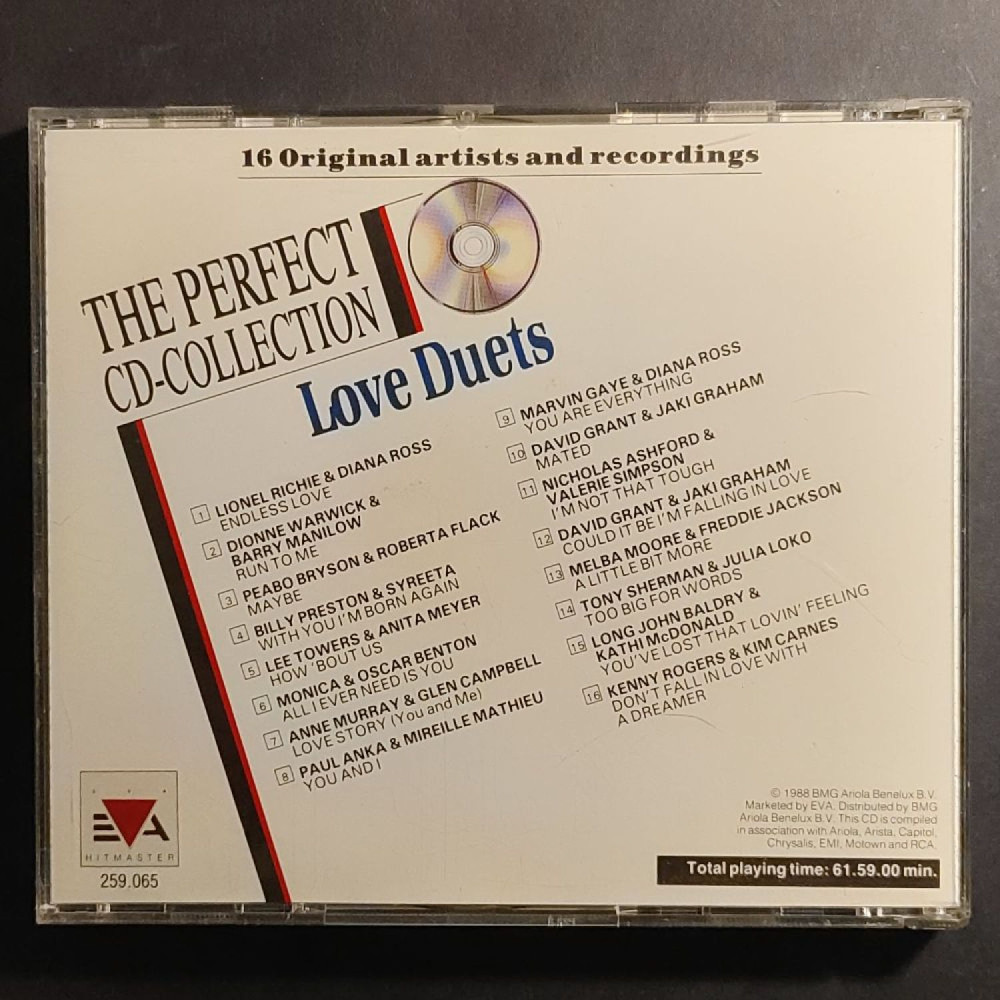 16 Original artists and recordings
THE PERFECT
CD-COLLECTION
Love Duets
1 LIONEL RICHIE & DIANA ROSS
ENDLESS LOVE
2 DIONNE WARWICK &
BARRY MANILOW
RUN TO ME
3 PEABO BRYSON & ROBERTA FLACK
MAYBE
4 BILLY PRESTON & SYREETA
WITH YOU I'M BORN AGAIN
5 LEE TOWERS & ANITA MEYER
HOW 'BOUT US
6 MONICA & OSCAR BENTON
ALL I EVER NEED IS YOU
7 ANNE MURRAY & GLEN CAMPBELL
LOVE STORY (You and Me)
8 PAUL ANKA & MIREILLE MATHIEU
YOU AND I
9 MARVIN GAYE & DIANA ROSS
YOU ARE EVERYTHING
10 DAVID GRANT & JAKI GRAHAM
MATED
11 NICHOLAS ASHFORD &
VALERIE SIMPSON
I'M NOT THAT TOUGH
12 DAVID GRANT & JAKI GRAHAM
COULD IT BE I'M FALLING IN LOVE
13 MELBA MOORE & FREDDIE JACKSON
A LITTLE BIT MORE
14 TONY SHERMAN & JULIA LOKO
TOO BIG FOR WORDS
15 LONG JOHN BALDRY &
KATHI McDONALD
YOU'VE LOST THAT LOVIN' FEELING
16 KENNY ROGERS & KIM CARNES
DON'T FALL IN LOVE WITH
A DREAMER
EVA
HITMASTER
259.065
© 1988 BMG Ariola Benelux B.V.
Marketed by EVA. Distributed by BMG
Ariola Benelux B.V. This CD is compiled
in association with Ariola, Arista, Capitol,
Chrysalis, EMI, Motown and RCA.
Total playing time: 61.59.00 min.